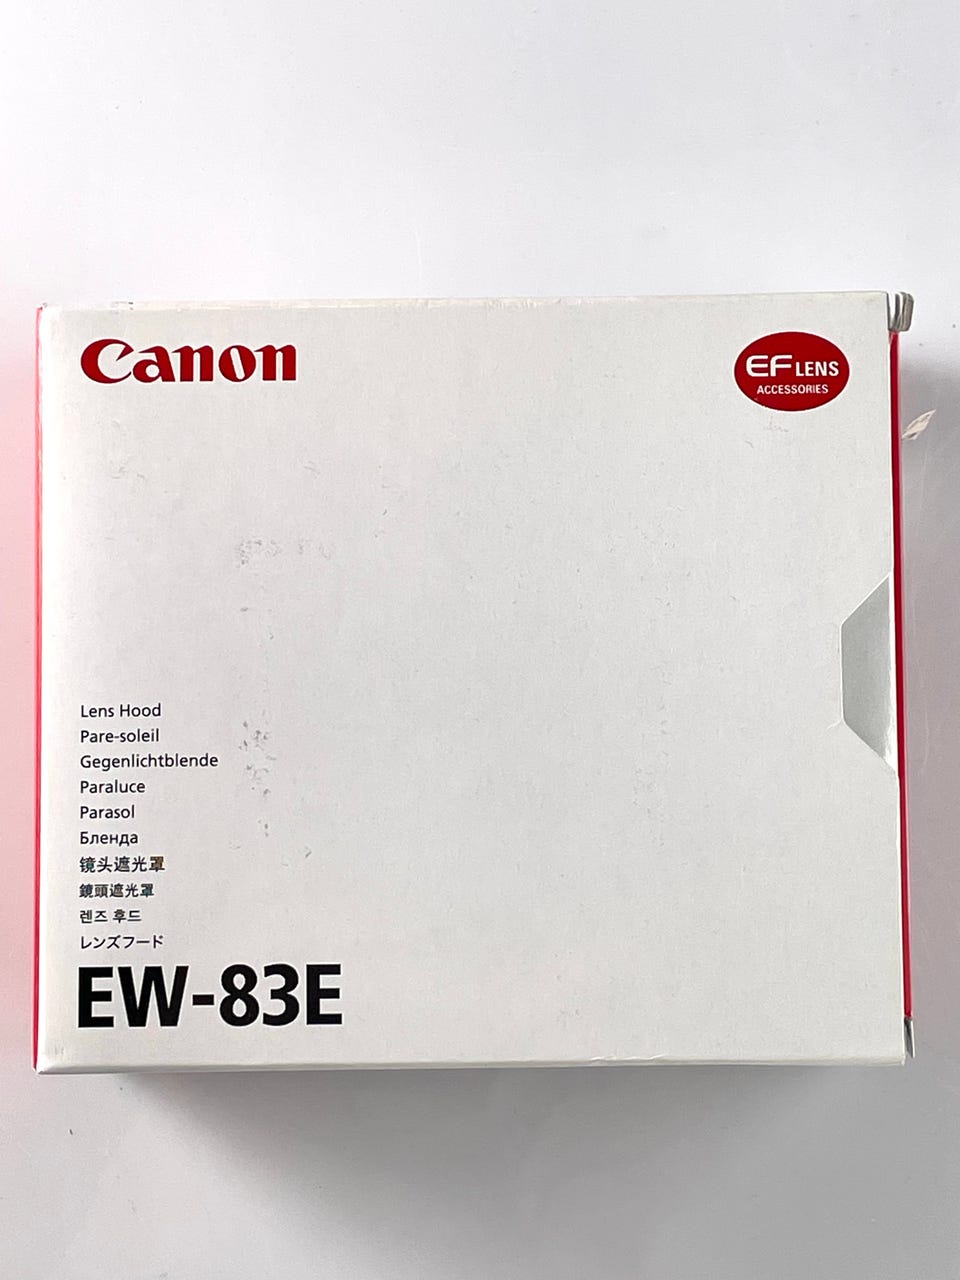 Canon
EF LENS
ACCESSORIES
Lens Hood
Pare-soleil
Gegenlichtblende
Paraluce
Parasol
Бленда
镜头遮光罩
鏡頭遮光罩
렌즈 후드
レンズフード
EW-83E